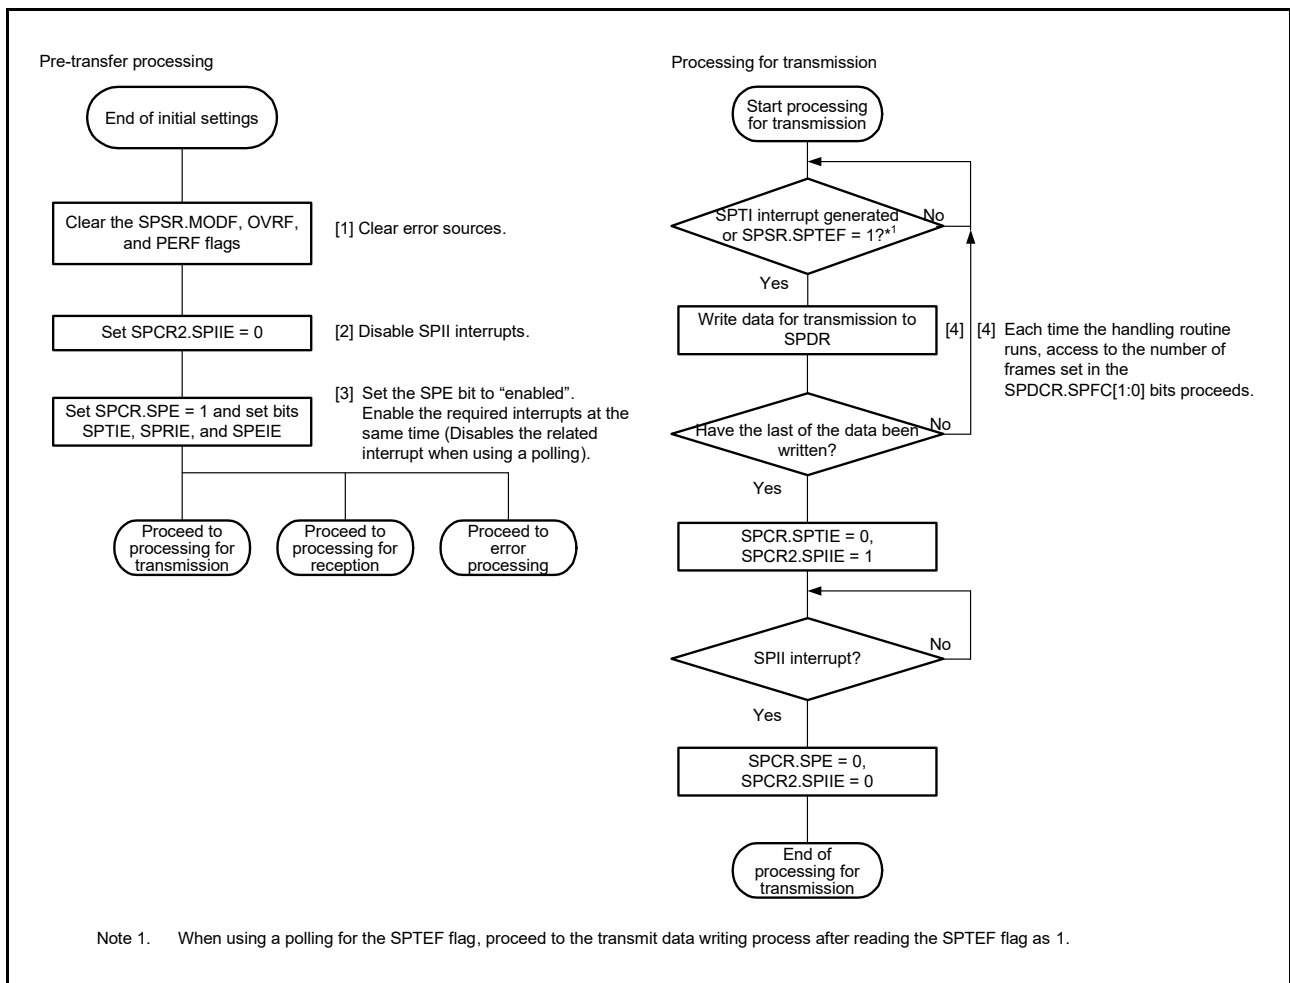 Pre-transfer processing
End of initial settings
Clear the SPSR.MODF, OVRF,
and PERF flags
[1] Clear error sources.
Set SPCR2.SPIIE = 0
[2] Disable SPII interrupts.
Set SPCR.SPE = 1 and set bits
SPTIE, SPRIE, and SPEIE
[3] Set the SPE bit to “enabled”.
Enable the required interrupts at the
same time (Disables the related
interrupt when using a polling).
Proceed to
processing for
transmission
Proceed to
processing for
reception
Proceed to
error
processing
Processing for transmission
Start processing
for transmission
SPTI interrupt generated
or SPSR.SPTEF = 1?*1
No
Yes
Write data for transmission to
SPDR
[4]
[4] Each time the handling routine
runs, access to the number of
frames set in the
SPDCR.SPFC[1:0] bits proceeds.
Have the last of the data been
written?
No
Yes
SPCR.SPTIE = 0,
SPCR2.SPIIE = 1
SPII interrupt?
No
Yes
SPCR.SPE = 0,
SPCR2.SPIIE = 0
End of
processing for
transmission
Note 1. When using a polling for the SPTEF flag, proceed to the transmit data writing process after reading the SPTEF flag as 1.